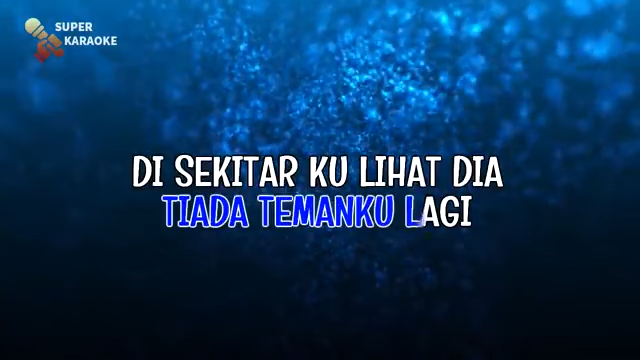 SUPER
KARAOKE
DI SEKITAR KU LIHAT DIA
TIADA TEMANKU LAGI